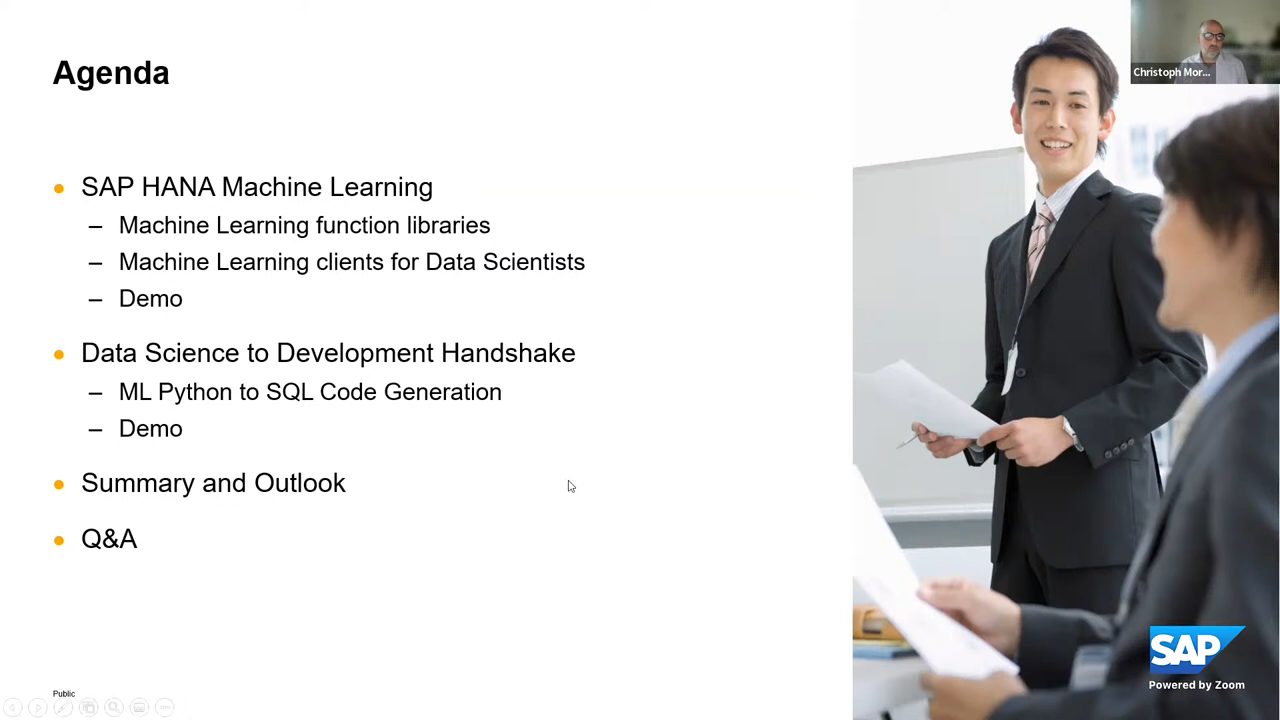 Agenda
Christoph Mor...
• SAP HANA Machine Learning
– Machine Learning function libraries
– Machine Learning clients for Data Scientists
– Demo
• Data Science to Development Handshake
– ML Python to SQL Code Generation
– Demo
• Summary and Outlook
• Q&A
SAP
Powered by Zoom
Public